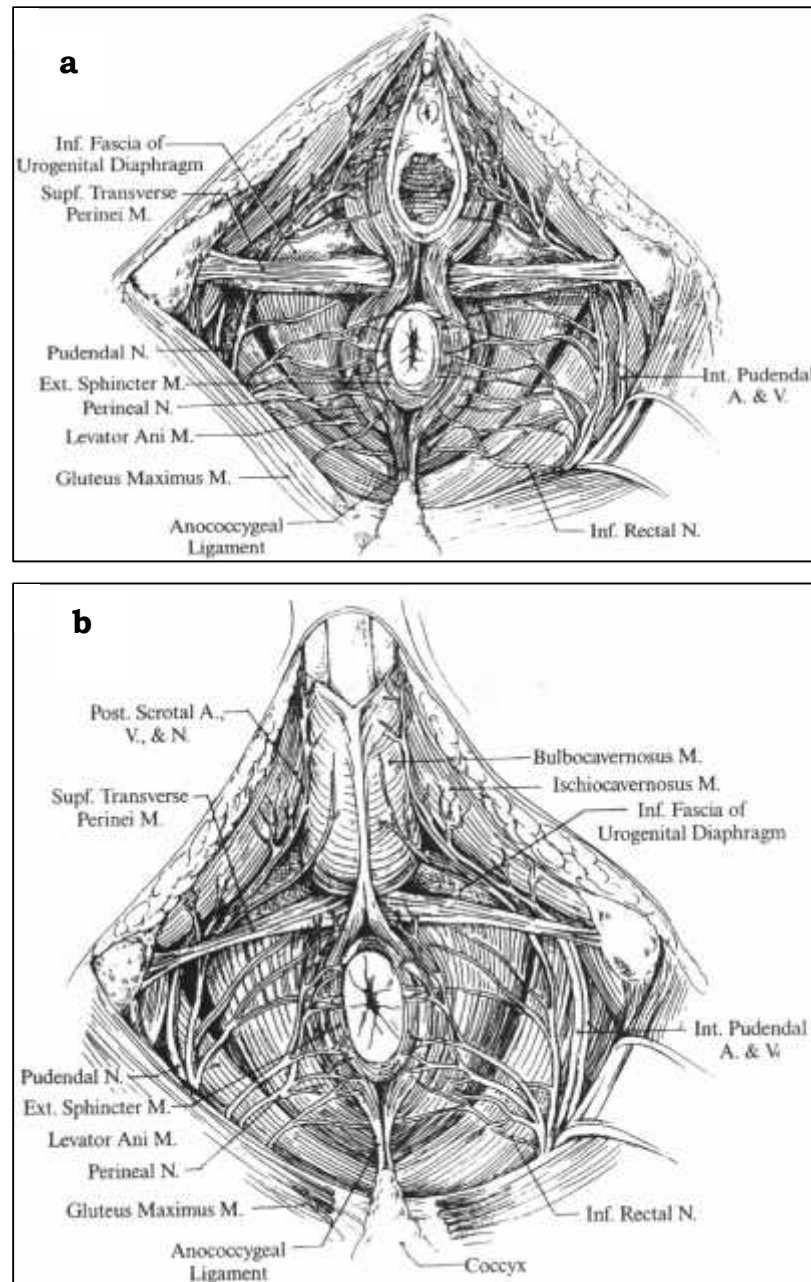 a
Inf. Fascia of
Urogenital Diaphragm
Supf. Transverse
Perinei M.
Pudendal N.
Ext. Sphincter M.
Perineal N.
Levator Ani M.
Gluteus Maximus M.
Anococcygeal
Ligament
Int. Pudendal
A. & V.
Inf. Rectal N.
b
Post. Scrotal A.,
V., & N.
Supf. Transverse
Perinei M.
Bulbocavernosus M.
Ischiocavernosus M.
Inf. Fascia of
Urogenital Diaphragm
Int. Pudendal
A. & V.
Pudendal N.
Ext. Sphincter M.
Levator Ani M.
Perineal N.
Gluteus Maximus M.
Anococcygeal
Ligament
Coccyx
Inf. Rectal N.